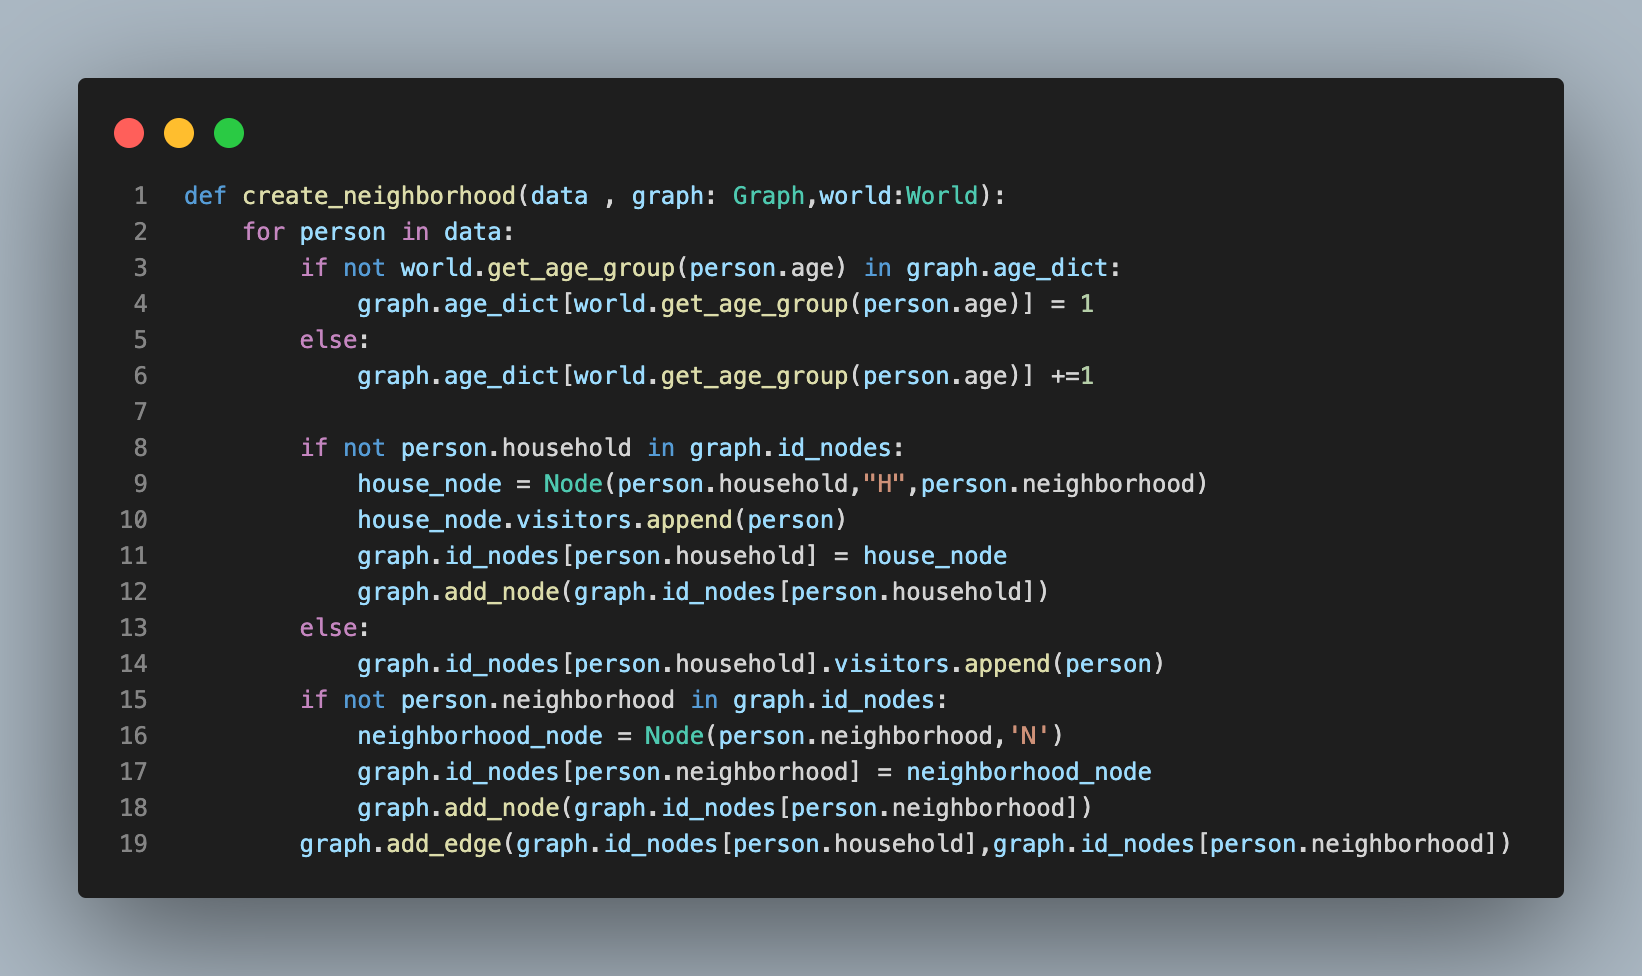 1 def create_neighborhood(data , graph: Graph,world:World):
2     for person in data:
3         if not world.get_age_group(person.age) in graph.age_dict:
4             graph.age_dict[world.get_age_group(person.age)] = 1
5         else:
6             graph.age_dict[world.get_age_group(person.age)] +=1
7
8         if not person.household in graph.id_nodes:
9             house_node = Node(person.household,"H",person.neighborhood)
10             house_node.visitors.append(person)
11             graph.id_nodes[person.household] = house_node
12             graph.add_node(graph.id_nodes[person.household])
13         else:
14             graph.id_nodes[person.household].visitors.append(person)
15         if not person.neighborhood in graph.id_nodes:
16             neighborhood_node = Node(person.neighborhood,'N')
17             graph.id_nodes[person.neighborhood] = neighborhood_node
18             graph.add_node(graph.id_nodes[person.neighborhood])
19         graph.add_edge(graph.id_nodes[person.household],graph.id_nodes[person.neighborhood])